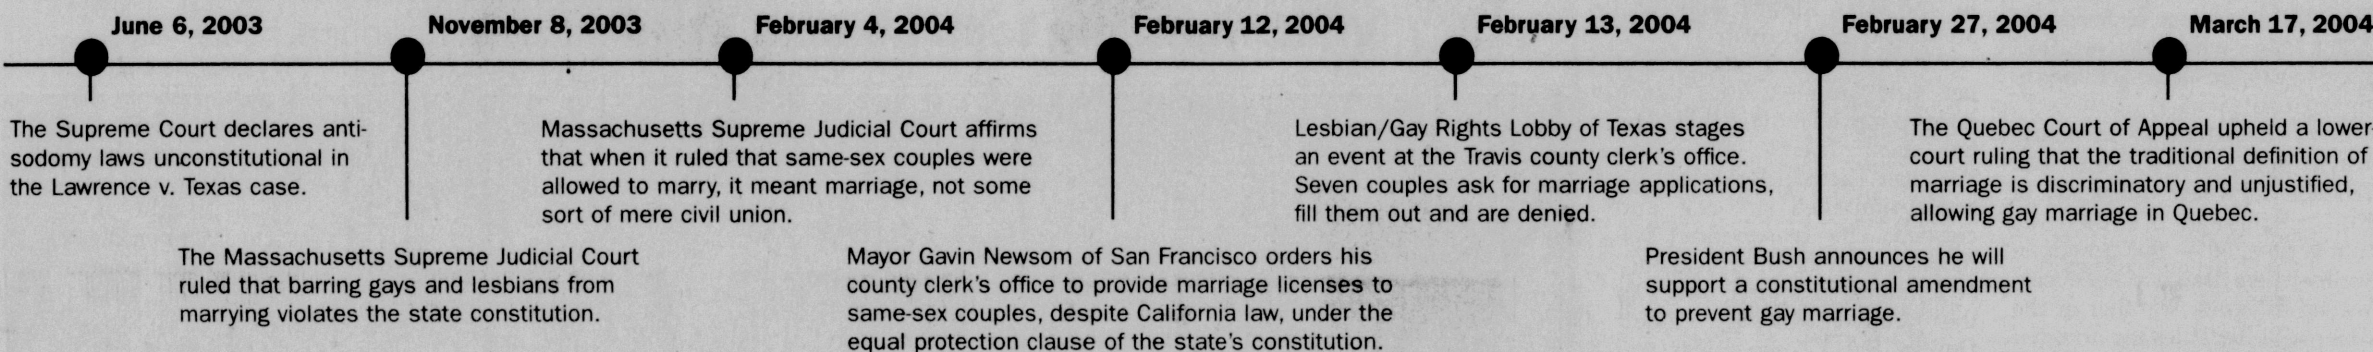 June 6, 2003
The Supreme Court declares anti-
sodomy laws unconstitutional in
the Lawrence v. Texas case.
November 8, 2003
The Massachusetts Supreme Judicial Court
ruled that barring gays and lesbians from
marrying violates the state constitution.
February 4, 2004
Massachusetts Supreme Judicial Court affirms
that when it ruled that same-sex couples were
allowed to marry, it meant marriage, not some
sort of mere civil union.
February 12, 2004
Mayor Gavin Newsom of San Francisco orders his
county clerk's office to provide marriage licenses to
same-sex couples, despite California law, under the
equal protection clause of the state's constitution.
February 13, 2004
Lesbian/Gay Rights Lobby of Texas stages
an event at the Travis county clerk's office.
Seven couples ask for marriage applications,
fill them out and are denied.
February 27, 2004
President Bush announces he will
support a constitutional amendment
to prevent gay marriage.
March 17, 2004
The Quebec Court of Appeal upheld a lower-
court ruling that the traditional definition of
marriage is discriminatory and unjustified,
allowing gay marriage in Quebec.